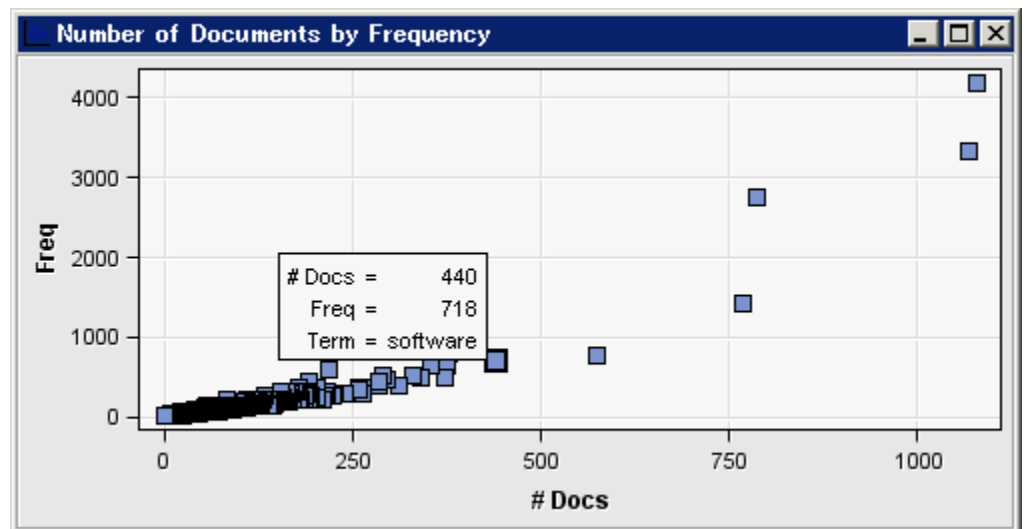 Number of Documents by Frequency
4000
3000
2000
1000
0
Freq
# Docs = 440
Freq = 718
Term = software
0 250 500 750 1000
# Docs